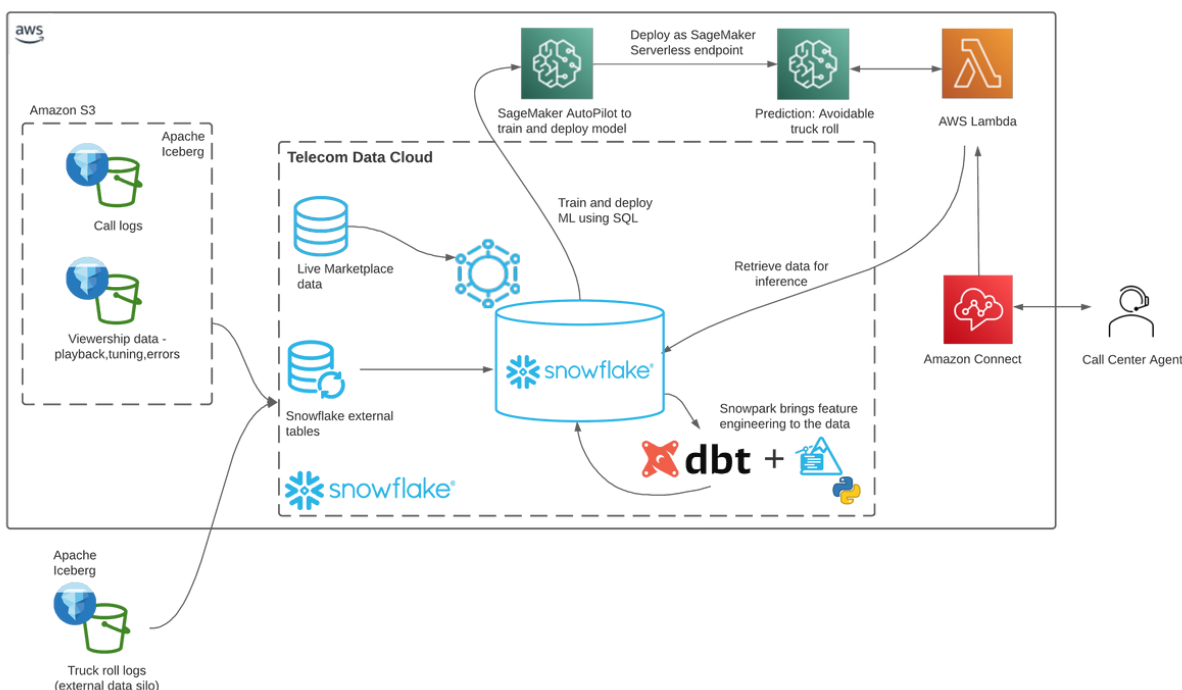 aws
Amazon S3
Apache
Iceberg
Call logs
Viewership data -
playback,tuning,errors
Telecom Data Cloud
Live Marketplace
data
Snowflake external
tables
snowflake®
SageMaker AutoPilot to
train and deploy model
Deploy as SageMaker
Serverless endpoint
Prediction: Avoidable
truck roll
AWS Lambda
Train and deploy
ML using SQL
Retrieve data for
inference
snowflake®
Snowpark brings feature
engineering to the data
dbt +
Amazon Connect
Call Center Agent
Apache
Iceberg
Truck roll logs
(external data silo)